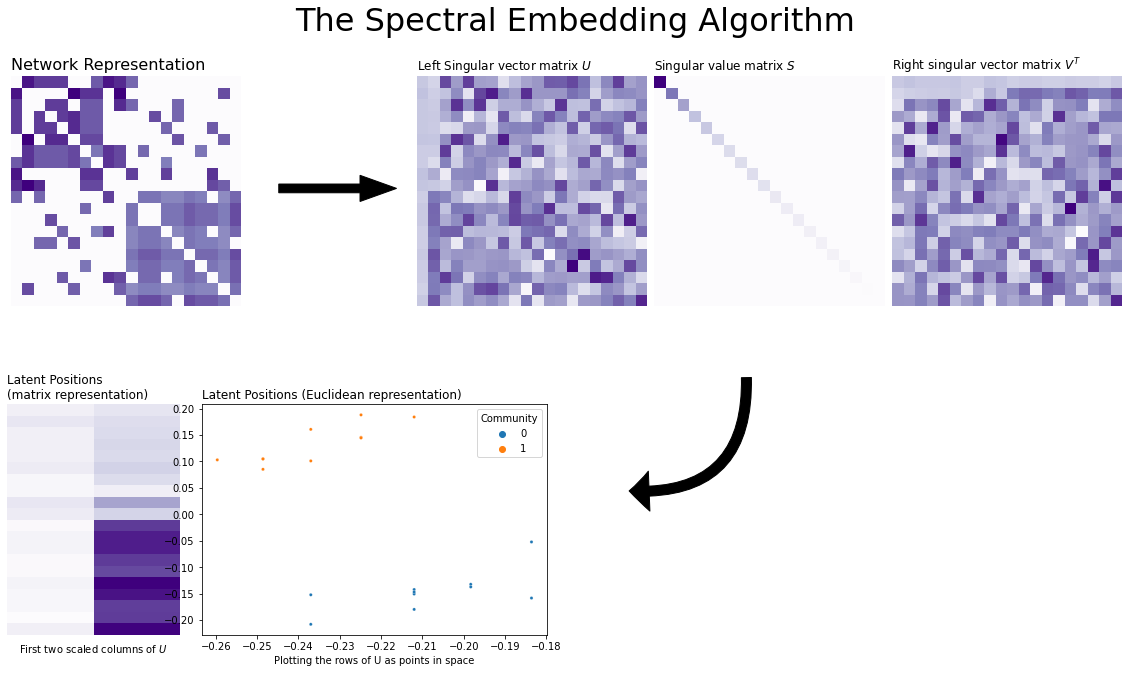 The Spectral Embedding Algorithm
Network Representation
Left Singular vector matrix U
Singular value matrix S
Right singular vector matrix V^T
Latent Positions
(matrix representation)
First two scaled columns of U
Latent Positions (Euclidean representation)
0.20
0.15
0.10
0.05
0.00
−0.05
−0.10
−0.15
−0.20
Community
0
1
−0.26 −0.25 −0.24 −0.23 −0.22 −0.21 −0.20 −0.19 −0.18
Plotting the rows of U as points in space